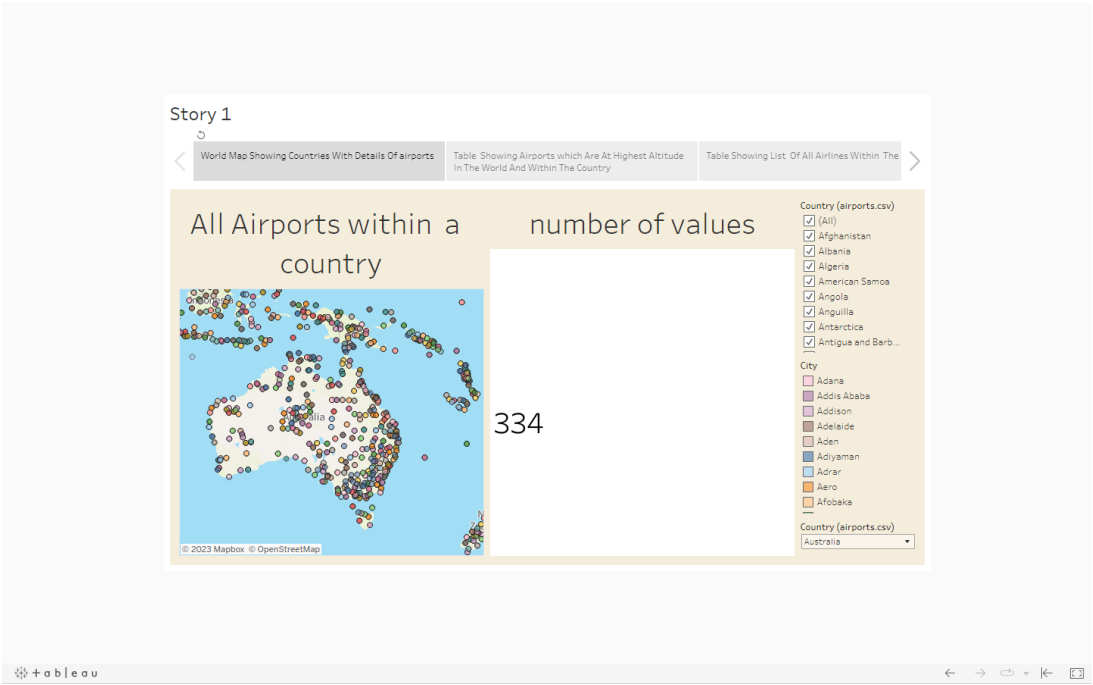 Story 1
World Map Showing Countries With Details Of airports
Table Showing Airports which Are At Highest Altitude
In The World And Within The Country
Table Showing List Of All Airlines Within The
All Airports within a
country
number of values
334
© 2023 Mapbox © OpenStreetMap
Country (airports.csv)
(All)
Afghanistan
Albania
Algeria
American Samoa
Angola
Anguilla
Antarctica
Antigua and Barb...
City
Adana
Addis Ababa
Addison
Adelaide
Aden
Adiyaman
Adrar
Aero
Afobaka
Country (airports.csv)
Australia
+ a b | e a u